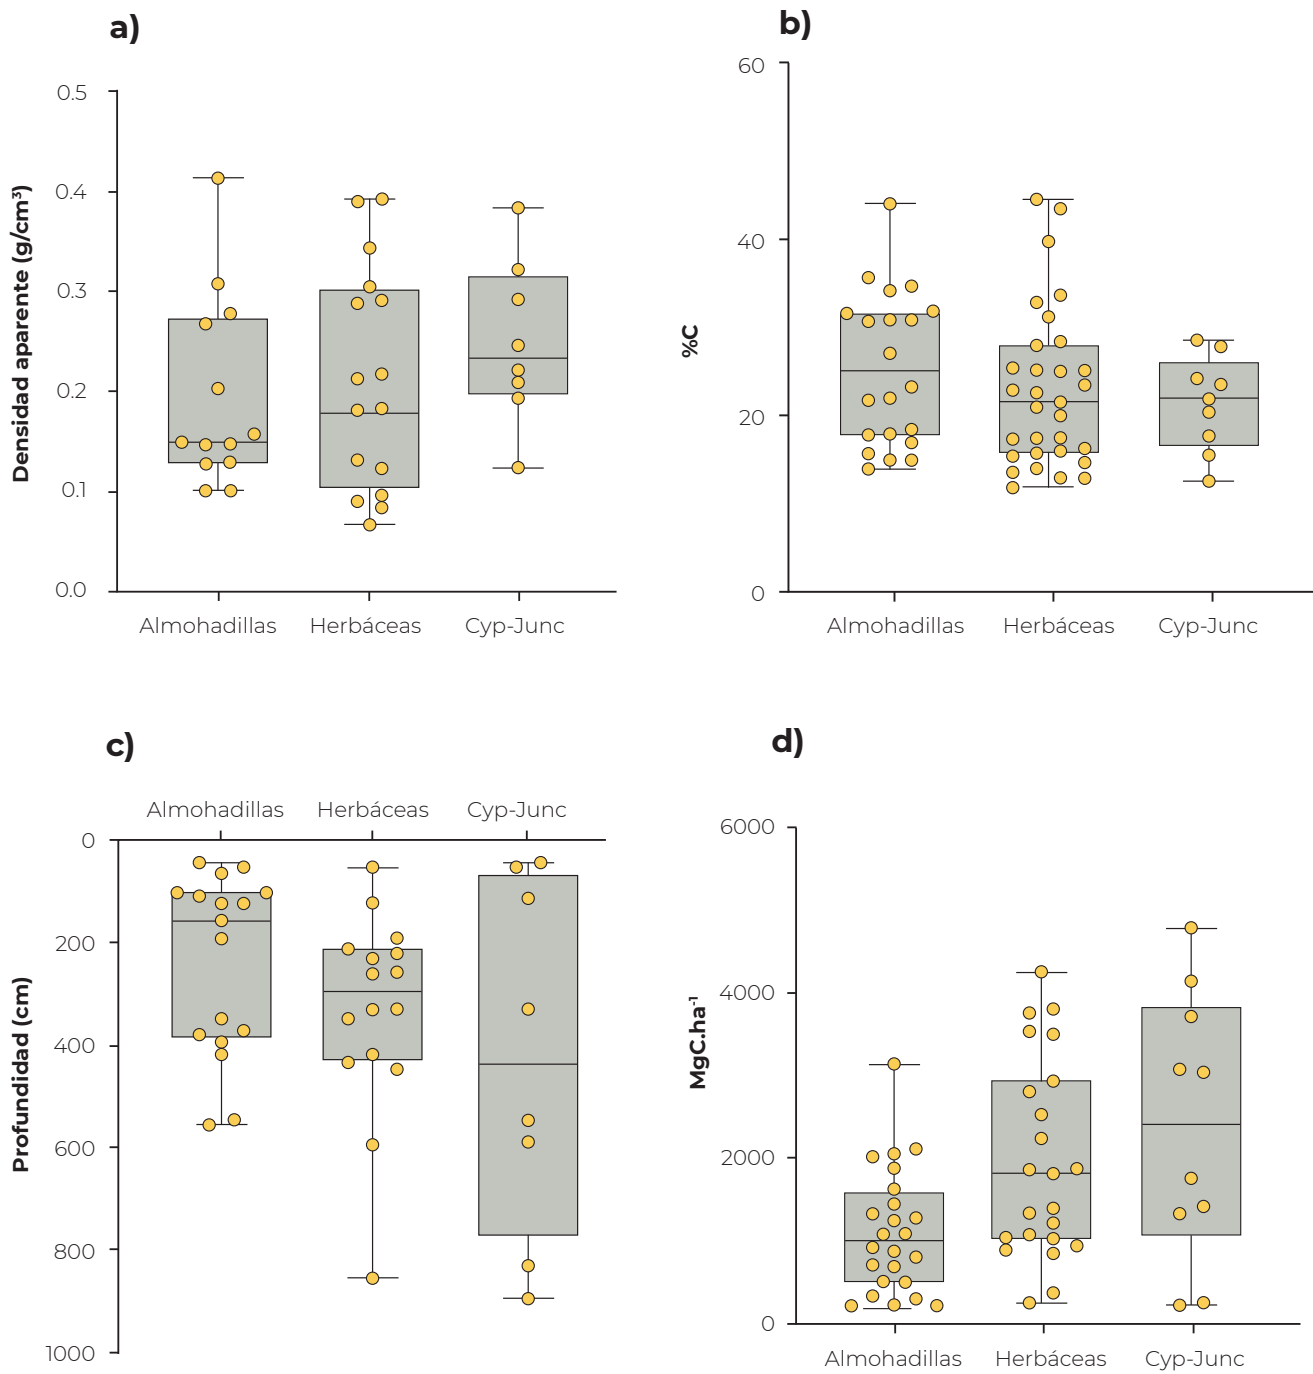 a)
0.5
0.4
0.3
0.2
0.1
0.0
Densidad aparente (g/cm³)
Almohadillas
Herbáceas
Cyp-Junc
b)
60
40
20
0
%C
Almohadillas
Herbáceas
Cyp-Junc
c)
Almohadillas
Herbáceas
Cyp-Junc
0
200
400
600
800
1000
Profundidad (cm)
d)
6000
4000
2000
0
MgC.ha⁻¹
Almohadillas
Herbáceas
Cyp-Junc